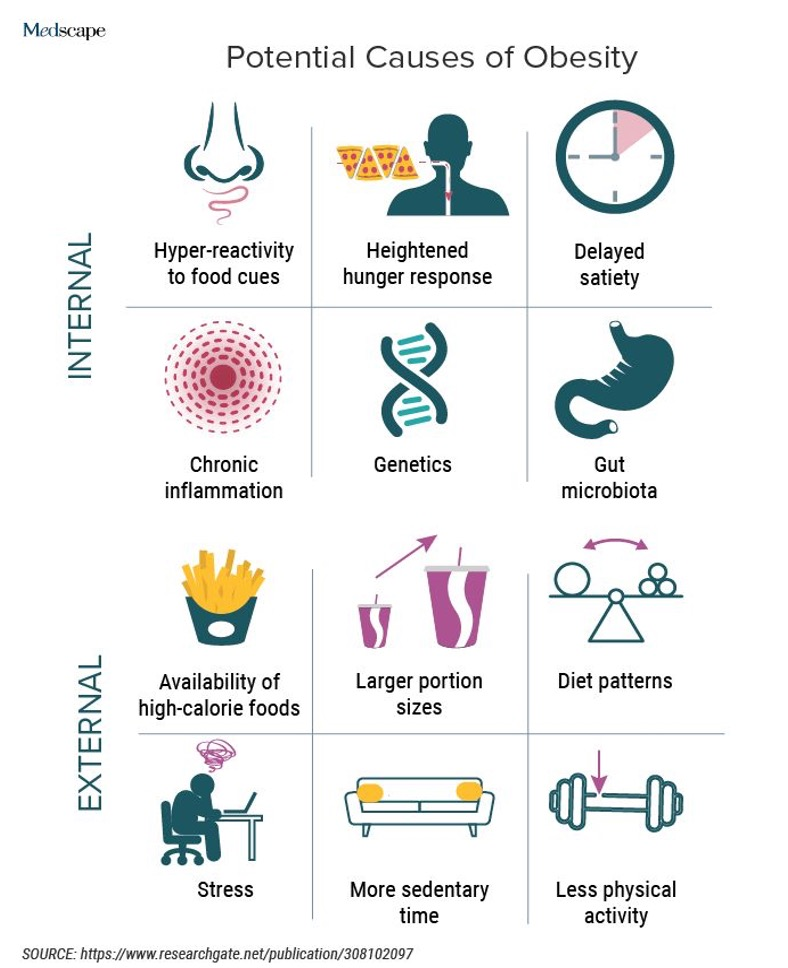 Medscape
Potential Causes of Obesity
INTERNAL
Hyper-reactivity
to food cues
Heightened
hunger response
Delayed
satiety
Chronic
inflammation
Genetics
Gut
microbiota
EXTERNAL
Availability of
high-calorie foods
Larger portion
sizes
Diet patterns
Stress
More sedentary
time
Less physical
activity
SOURCE: https://www.researchgate.net/publication/308102097